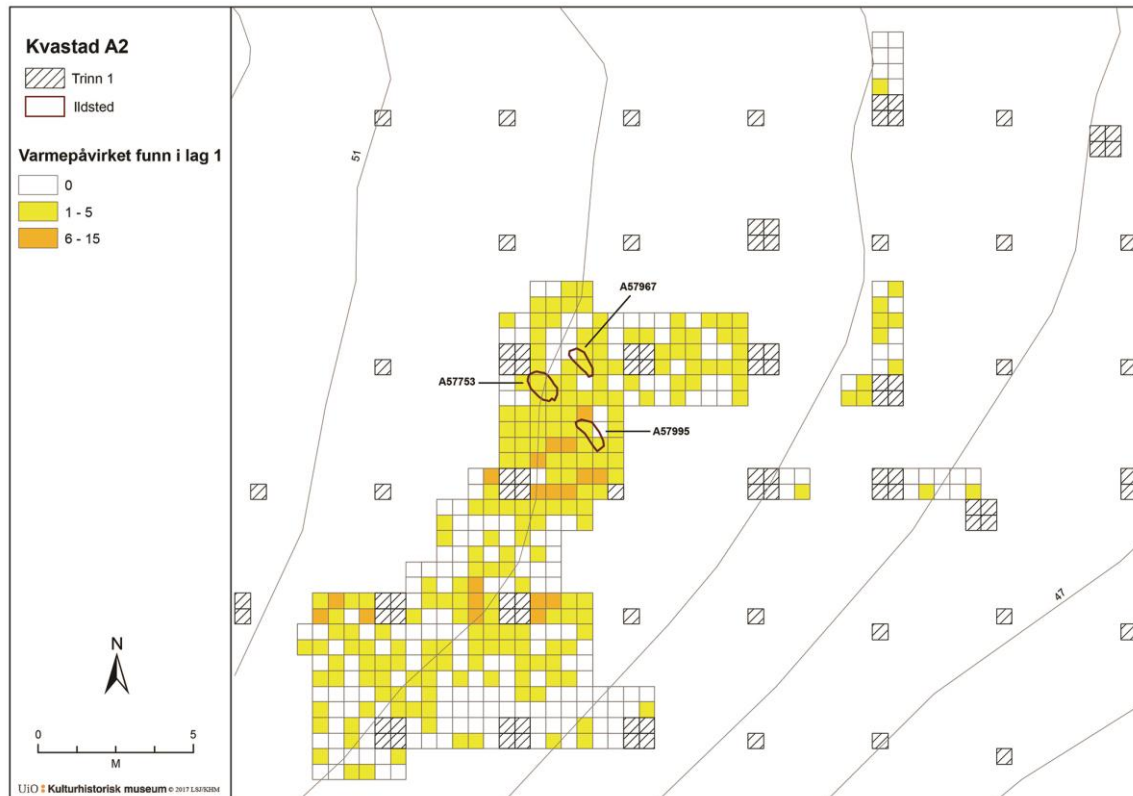 Kvastad A2
Trinn 1
Ildsted
Varmepåvirket funn i lag 1
0
1 - 5
6 - 15
N
0 5
M
UiO Kulturhistorisk museum © 2017 LSJ/KHM
51
A57967
A57753
A57995
47